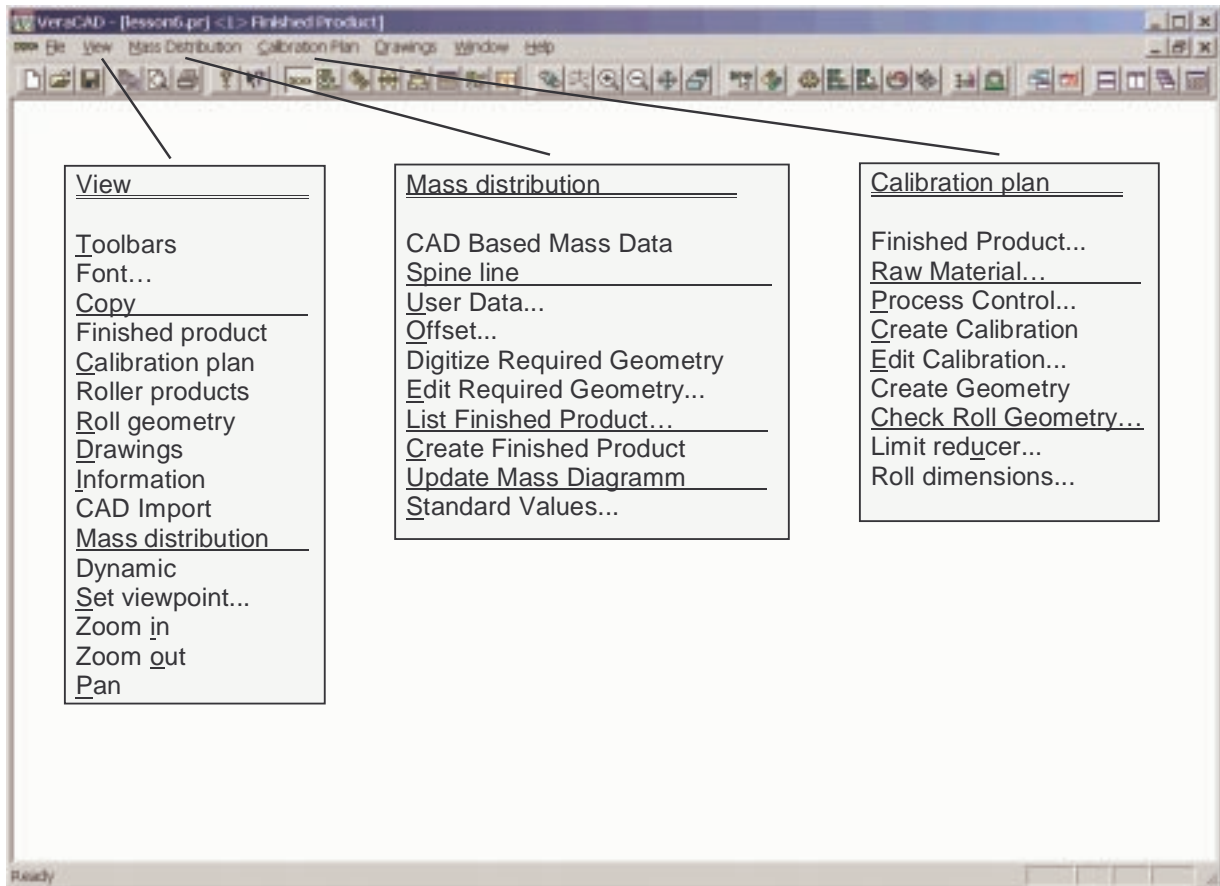 VeraCAD - [lesson6.prj <1> Finished Product]
File View Mass Distribution Calibration Plan Drawings Window Help
View
Toolbars
Font…
Copy
Finished product
Calibration plan
Roller products
Roll geometry
Drawings
Information
CAD Import
Mass distribution
Dynamic
Set viewpoint...
Zoom in
Zoom out
Pan
Mass distribution
CAD Based Mass Data
Spine line
User Data...
Offset...
Digitize Required Geometry
Edit Required Geometry...
List Finished Product…
Create Finished Product
Update Mass Diagramm
Standard Values...
Calibration plan
Finished Product...
Raw Material…
Process Control...
Create Calibration
Edit Calibration...
Create Geometry
Check Roll Geometry…
Limit reducer...
Roll dimensions...
Ready